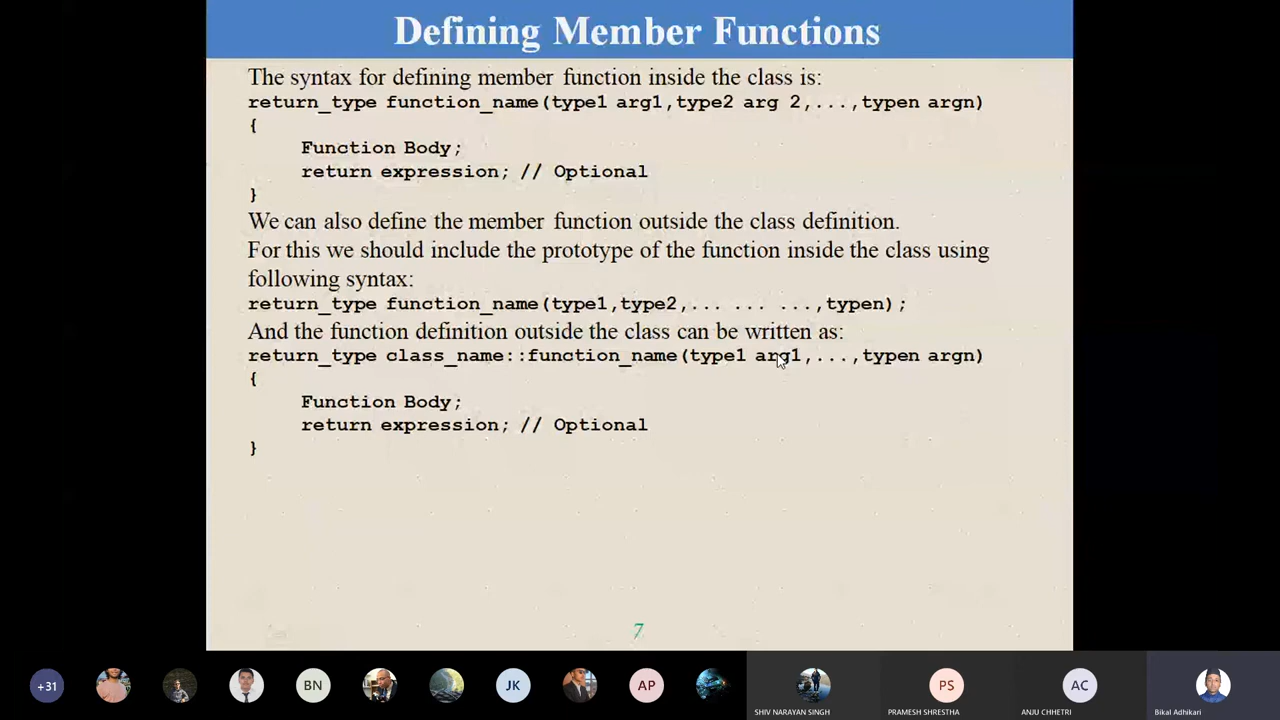 Defining Member Functions
The syntax for defining member function inside the class is:
return_type function_name(type1 arg1,type2 arg 2,...,typen argn)
{
Function Body;
return expression; // Optional
}
We can also define the member function outside the class definition.
For this we should include the prototype of the function inside the class using
following syntax:
return_type function_name(type1,type2,... ... ...,typen);
And the function definition outside the class can be written as:
return_type class_name::function_name(type1 arg1,...,typen argn)
{
Function Body;
return expression; // Optional
}
7
+31
BN
JK
AP
PS
AC
SHIV NARAYAN SINGH
PRAMESH SHRESTHA
ANJU CHHETRI
Bikal Adhikari